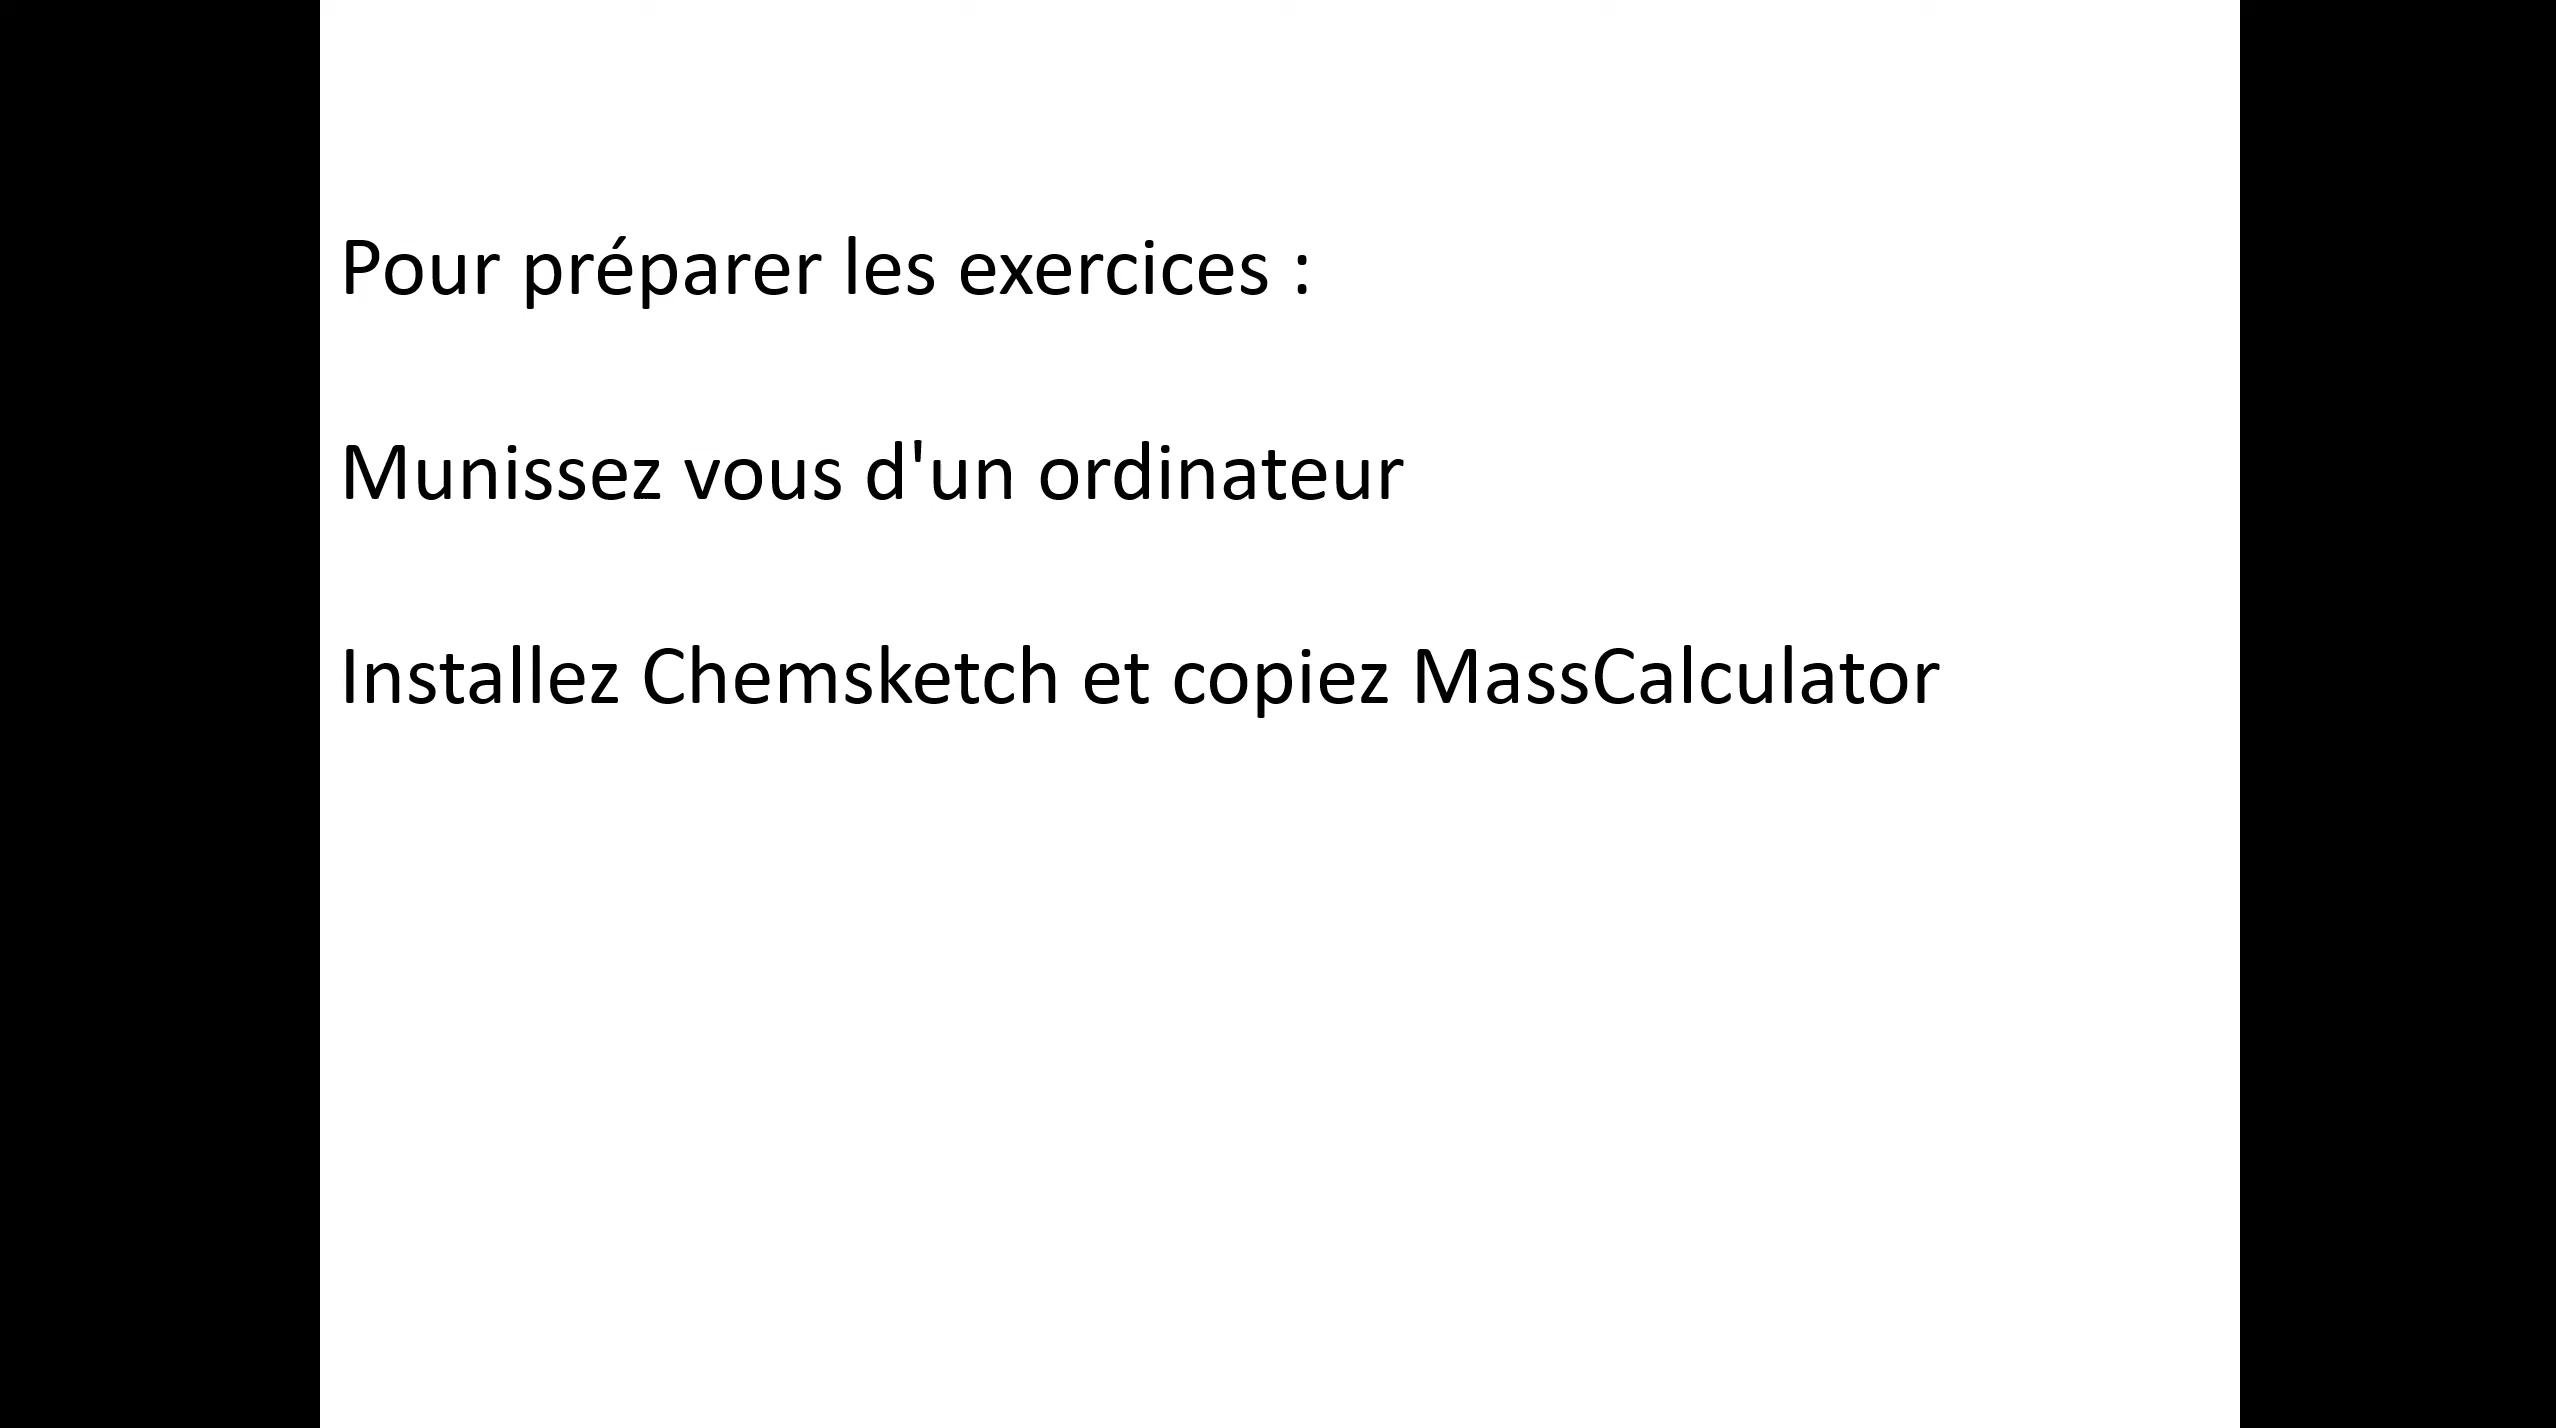 Pour préparer les exercices :
Munissez vous d'un ordinateur
Installez Chemsketch et copiez MassCalculator